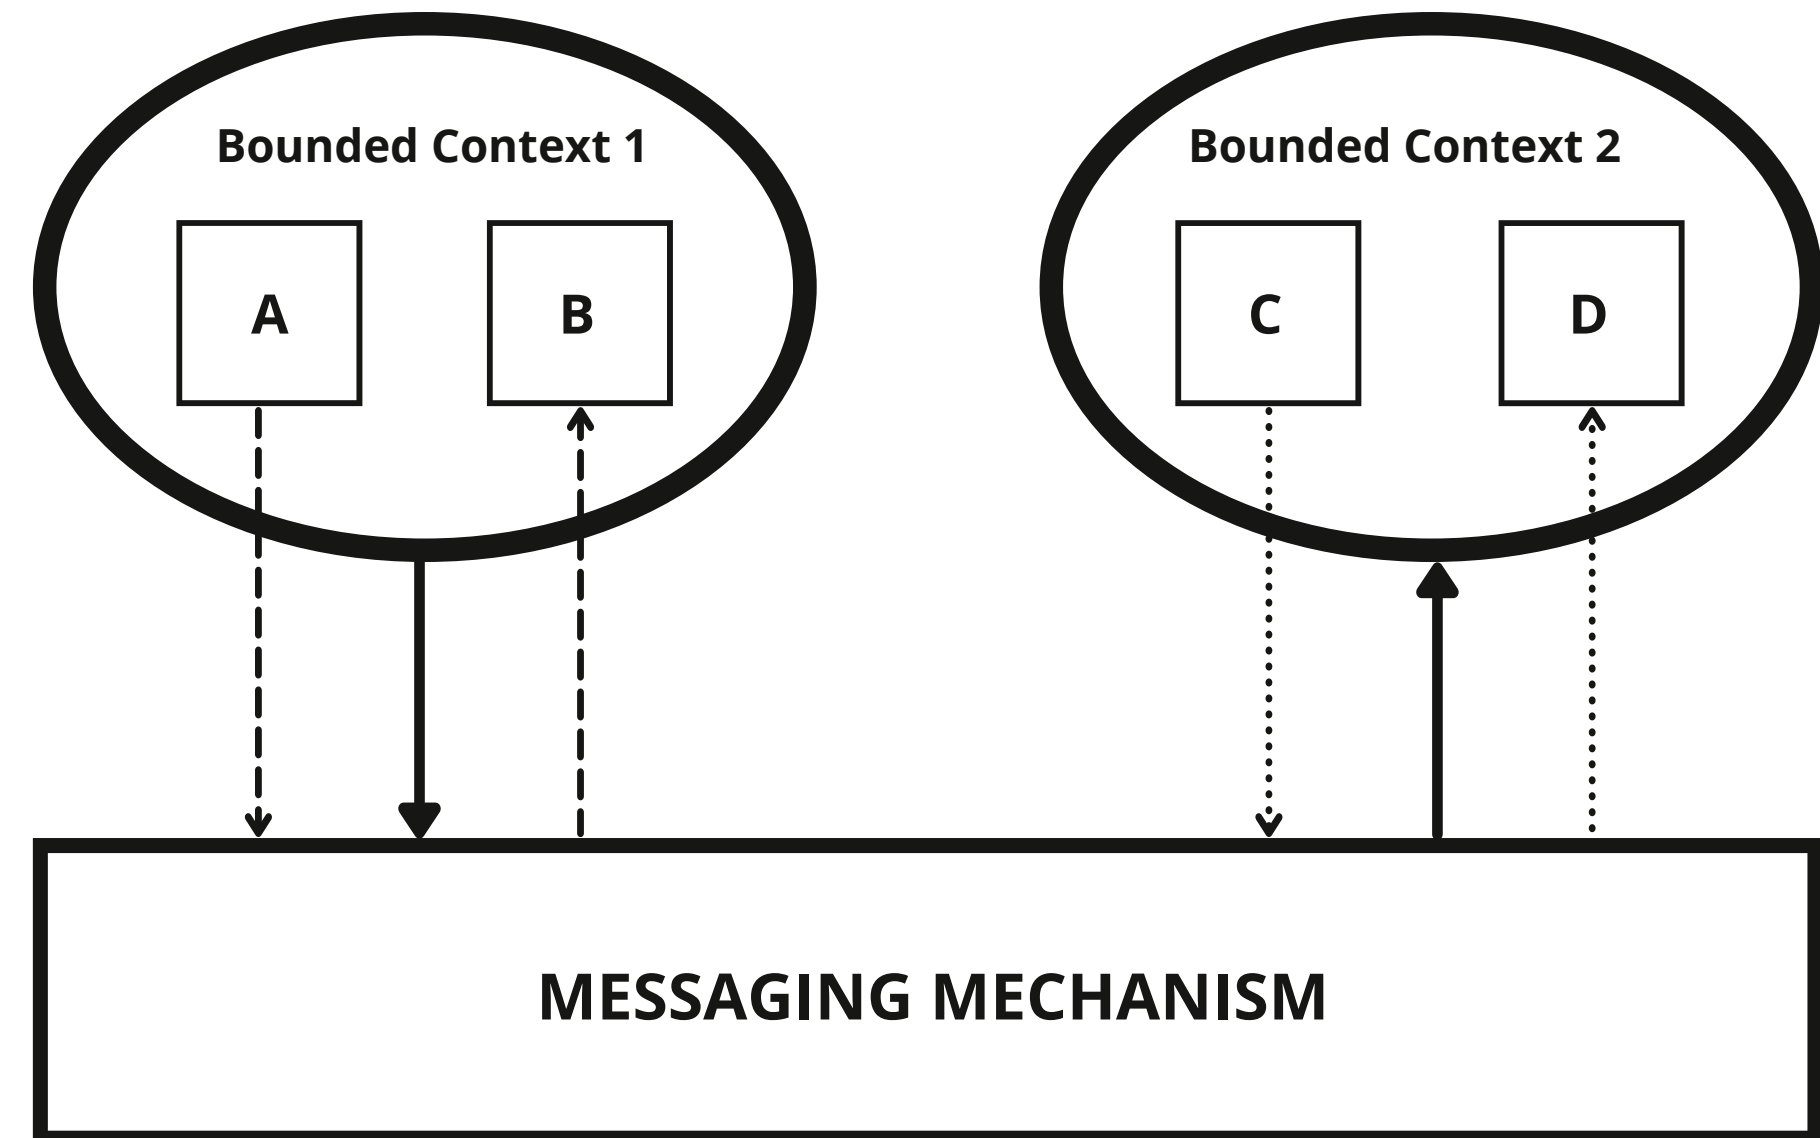 Bounded Context 1
Bounded Context 2
A
B
C
D
MESSAGING MECHANISM